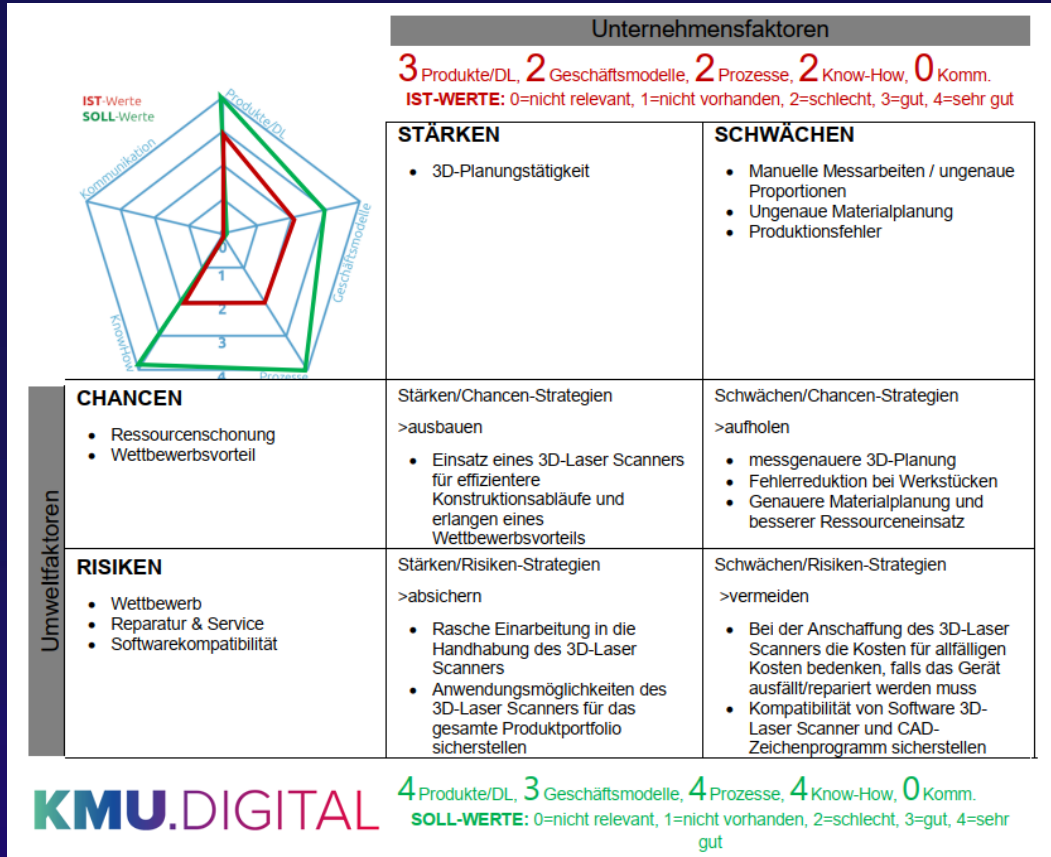 Unternehmensfaktoren
3 Produkte/DL, 2 Geschäftsmodelle, 2 Prozesse, 2 Know-How, 0 Komm.
IST-WERTE: 0=nicht relevant, 1=nicht vorhanden, 2=schlecht, 3=gut, 4=sehr gut
IST-Werte
SOLL-Werte
Produkte/DL
Kommunikation
Geschäftsmodelle
KnowHow
Prozesse
0
1
2
3
4
STÄRKEN
• 3D-Planungstätigkeit
SCHWÄCHEN
• Manuelle Messarbeiten / ungenaue
Proportionen
• Ungenaue Materialplanung
• Produktionsfehler
Umweltfaktoren
CHANCEN
• Ressourcenschonung
• Wettbewerbsvorteil
Stärken/Chancen-Strategien
>ausbauen
• Einsatz eines 3D-Laser Scanners
für effizientere
Konstruktionsabläufe und
erlangen eines
Wettbewerbsvorteils
Schwächen/Chancen-Strategien
>aufholen
• messgenauere 3D-Planung
• Fehlerreduktion bei Werkstücken
• Genauere Materialplanung und
besserer Ressourceneinsatz
RISIKEN
• Wettbewerb
• Reparatur & Service
• Softwarekompatibilität
Stärken/Risiken-Strategien
>absichern
• Rasche Einarbeitung in die
Handhabung des 3D-Laser
Scanners
• Anwendungsmöglichkeiten des
3D-Laser Scanners für das
gesamte Produktportfolio
sicherstellen
Schwächen/Risiken-Strategien
>vermeiden
• Bei der Anschaffung des 3D-Laser
Scanners die Kosten für allfälligen
Kosten bedenken, falls das Gerät
ausfällt/repariert werden muss
• Kompatibilität von Software 3D-
Laser Scanner und CAD-
Zeichenprogramm sicherstellen
KMU.DIGITAL
4 Produkte/DL, 3 Geschäftsmodelle, 4 Prozesse, 4 Know-How, 0 Komm.
SOLL-WERTE: 0=nicht relevant, 1=nicht vorhanden, 2=schlecht, 3=gut, 4=sehr
gut